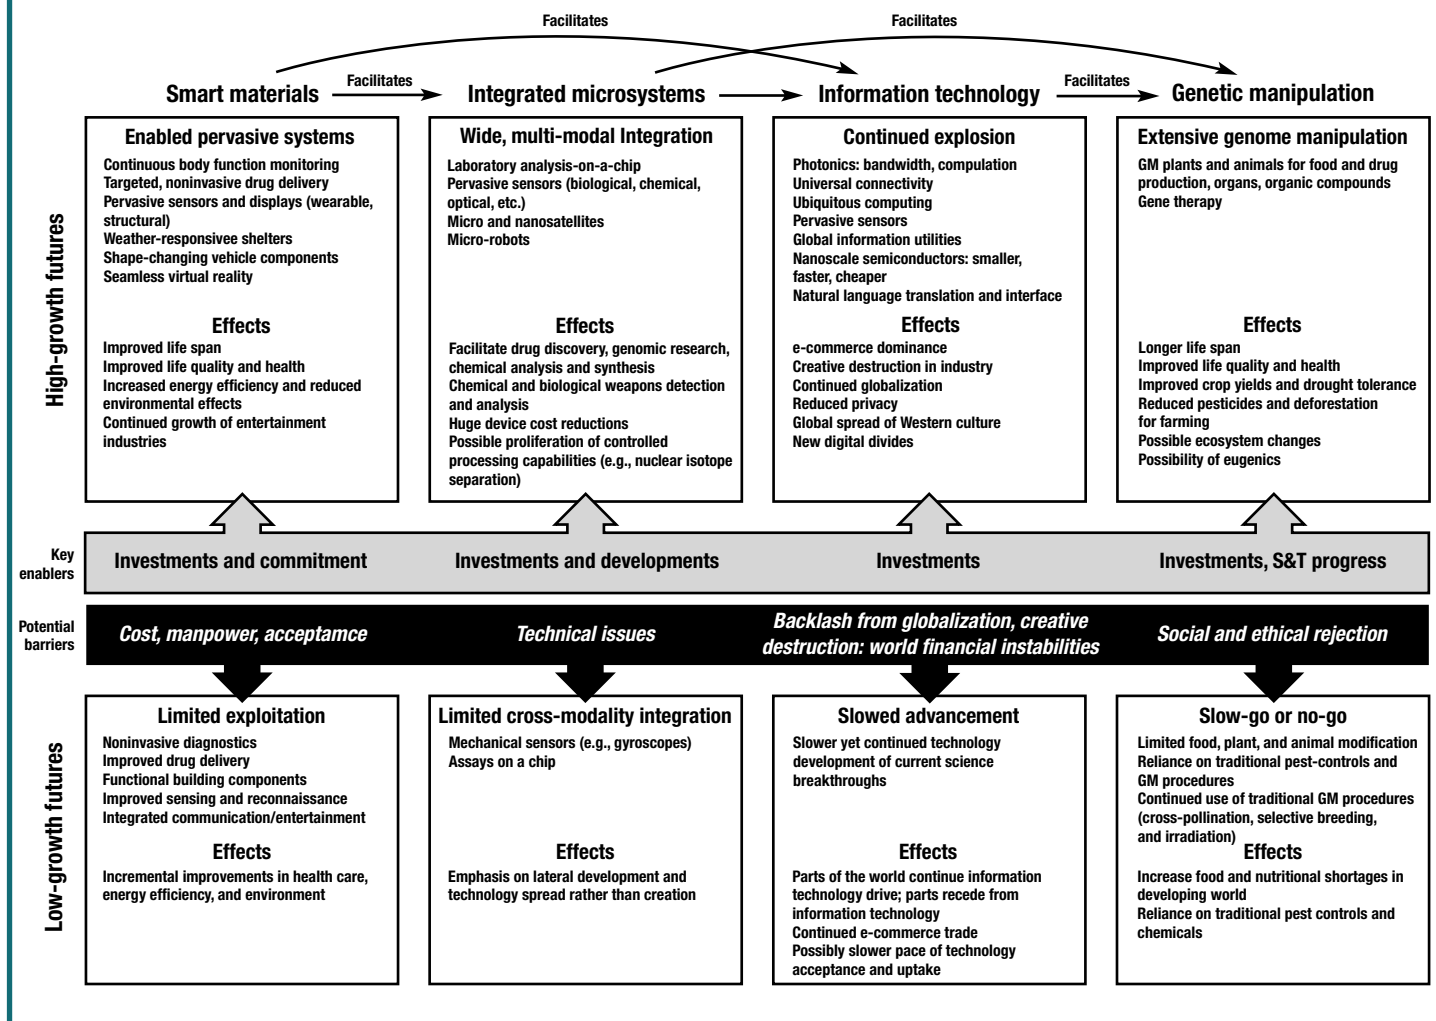 Facilitates
Facilitates
Smart materials
Facilitates
Integrated microsystems
Information technology
Facilitates
Genetic manipulation
High-growth futures
Enabled pervasive systems
Continuous body function monitoring
Targeted, noninvasive drug delivery
Pervasive sensors and displays (wearable,
structural)
Weather-responsivee shelters
Shape-changing vehicle components
Seamless virtual reality
Effects
Improved life span
Improved life quality and health
Increased energy efficiency and reduced
environmental effects
Continued growth of entertainment
industries
Wide, multi-modal Integration
Laboratory analysis-on-a-chip
Pervasive sensors (biological, chemical,
optical, etc.)
Micro and nanosatellites
Micro-robots
Effects
Facilitate drug discovery, genomic research,
chemical analysis and synthesis
Chemical and biological weapons detection
and analysis
Huge device cost reductions
Possible proliferation of controlled
processing capabilities (e.g., nuclear isotope
separation)
Continued explosion
Photonics: bandwidth, compulation
Universal connectivity
Ubiquitous computing
Pervasive sensors
Global information utilities
Nanoscale semiconductors: smaller,
faster, cheaper
Natural language translation and interface
Effects
e-commerce dominance
Creative destruction in industry
Continued globalization
Reduced privacy
Global spread of Western culture
New digital divides
Extensive genome manipulation
GM plants and animals for food and drug
production, organs, organic compounds
Gene therapy
Effects
Longer life span
Improved life quality and health
Improved crop yields and drought tolerance
Reduced pesticides and deforestation
for farming
Possible ecosystem changes
Possibility of eugenics
Key
enablers
Investments and commitment
Investments and developments
Investments
Investments, S&T progress
Potential
barriers
Cost, manpower, acceptamce
Technical issues
Backlash from globalization, creative
destruction: world financial instabilities
Social and ethical rejection
Low-growth futures
Limited exploitation
Noninvasive diagnostics
Improved drug delivery
Functional building components
Improved sensing and reconnaissance
Integrated communication/entertainment
Effects
Incremental improvements in health care,
energy efficiency, and environment
Limited cross-modality integration
Mechanical sensors (e.g., gyroscopes)
Assays on a chip
Effects
Emphasis on lateral development and
technology spread rather than creation
Slowed advancement
Slower yet continued technology
development of current science
breakthroughs
Effects
Parts of the world continue information
technology drive; parts recede from
information technology
Continued e-commerce trade
Possibly slower pace of technology
acceptance and uptake
Slow-go or no-go
Limited food, plant, and animal modification
Reliance on traditional pest-controls and
GM procedures
Continued use of traditional GM procedures
(cross-pollination, selective breeding,
and irradiation)
Effects
Increase food and nutritional shortages in
developing world
Reliance on traditional pest controls and
chemicals